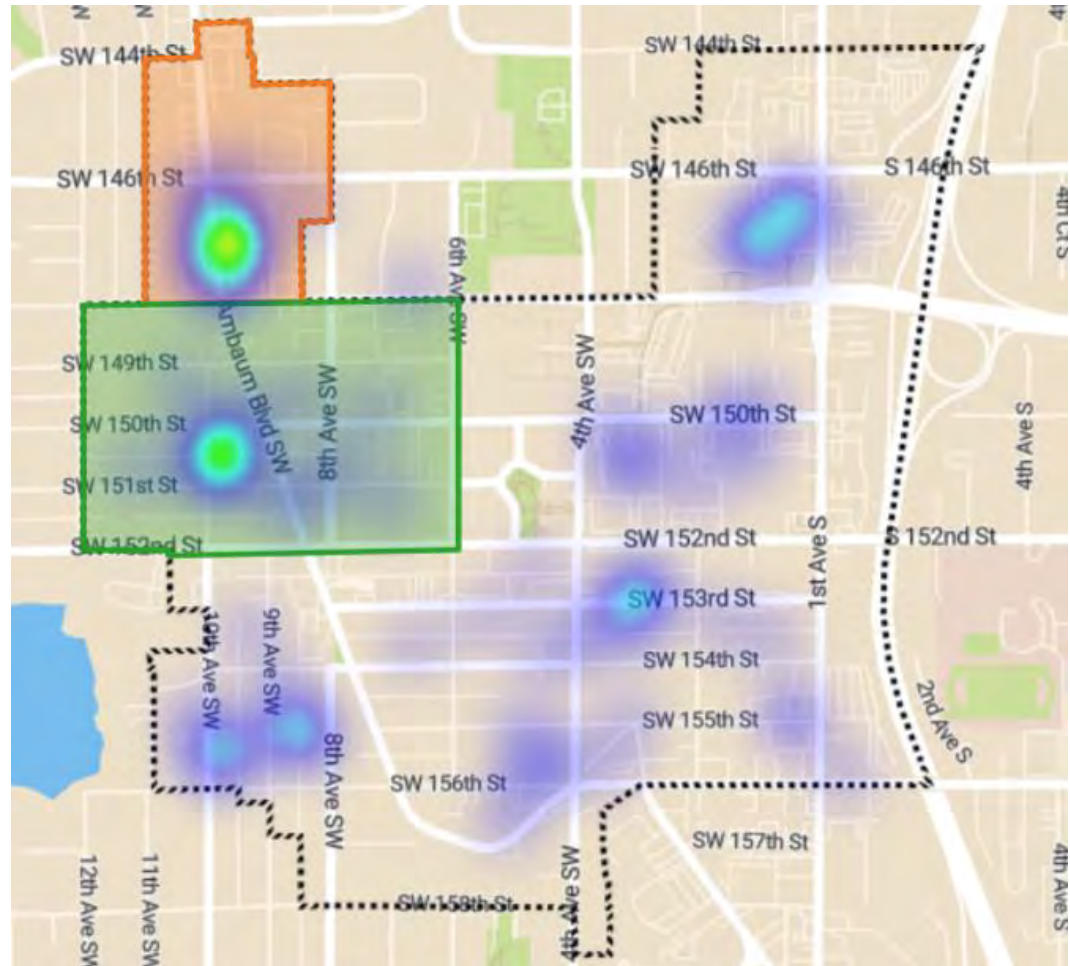 SW 144th St
SW 144th St
SW 146th St
SW 146th St
S 146th St
4th Ct S
6th Ave SW
SW 149th St
Ambaum Blvd SW
8th Ave SW
4th Ave SW
SW 150th St
SW 150th St
4th Ave S
SW 151st St
SW 152nd St
SW 152nd St
S 152nd St
1st Ave S
SW 153rd St
10th Ave SW
9th Ave SW
SW 154th St
SW 155th St
2nd Ave S
8th Ave SW
SW 156th St
SW 157th St
12th Ave SW
11th Ave SW
4th Ave SW
4th Ave S
SW 158th St